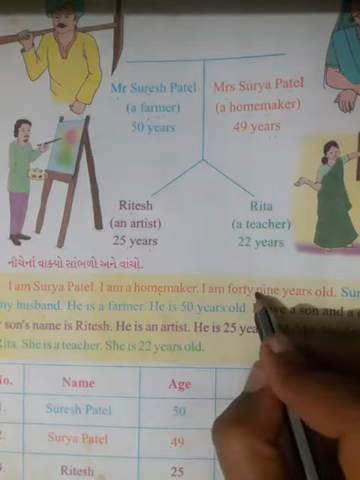 Mr Suresh Patel Mrs Surya Patel
(a farmer) (a homemaker)
50 years 49 years
Ritesh Rita
(an artist) (a teacher)
25 years 22 years
નીચેનાં વાક્યો સાંભળો અને વાંચો.
I am Surya Patel. I am a homemaker. I am forty nine years old.
my husband. He is a farmer. He is 50 years old. a son and a
son's name is Ritesh. He is an artist. He is 25
Rita. She is a teacher. She is 22 years old.
No. Name Age
Suresh Patel 50
Surya Patel 49
Ritesh 25